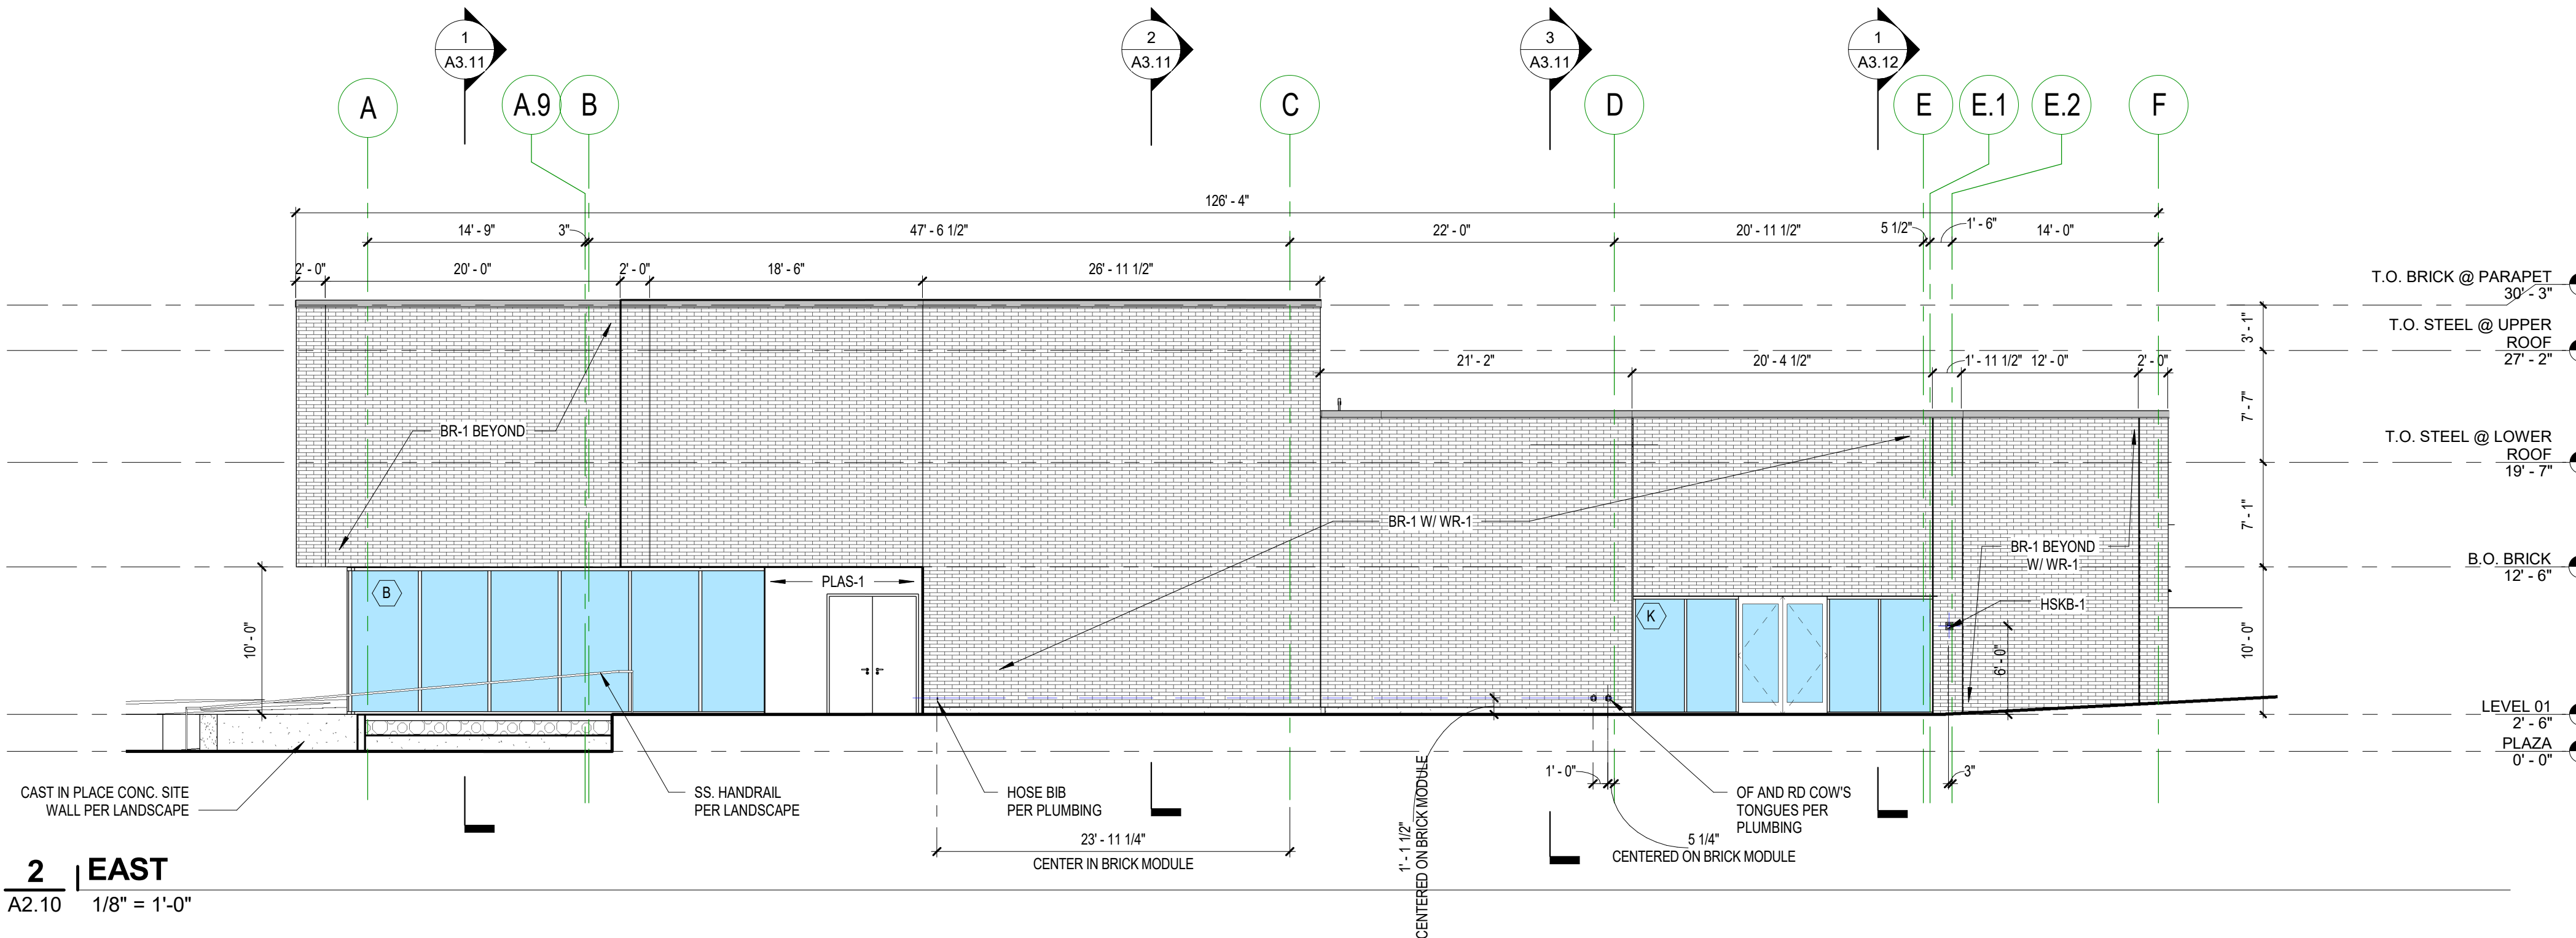 1
A3.11
2
A3.11
3
A3.11
1
A3.12
A
A.9
B
C
D
E
E.1
E.2
F
126' - 4"
14' - 9"
3"
47' - 6 1/2"
22' - 0"
20' - 11 1/2"
5 1/2"
1' - 6"
14' - 0"
2' - 0"
20' - 0"
2' - 0"
18' - 6"
26' - 11 1/2"
T.O. BRICK @ PARAPET
30' - 3"
3' - 1"
T.O. STEEL @ UPPER
ROOF
27' - 2"
21' - 2"
20' - 4 1/2"
1' - 11 1/2"
12' - 0"
2' - 0"
7' - 7"
BR-1 BEYOND
T.O. STEEL @ LOWER
ROOF
19' - 7"
7' - 1"
BR-1 W/ WR-1
BR-1 BEYOND
W/ WR-1
B.O. BRICK
12' - 6"
B
PLAS-1
K
HSKB-1
10' - 0"
6' - 0"
10' - 0"
LEVEL 01
2' - 6"
PLAZA
0' - 0"
1' - 0"
3"
CAST IN PLACE CONC. SITE
WALL PER LANDSCAPE
SS. HANDRAIL
PER LANDSCAPE
HOSE BIB
PER PLUMBING
OF AND RD COW'S
TONGUES PER
PLUMBING
23' - 11 1/4"
CENTER IN BRICK MODULE
1' - 1 1/2"
CENTERED ON BRICK MODULE
5 1/4"
CENTERED ON BRICK MODULE
2
EAST
A2.10
1/8" = 1'-0"